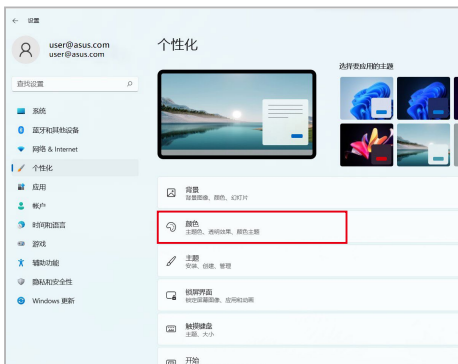 ← 设置
user@asus.com
user@asus.com
查找设置
系统
蓝牙和其他设备
网络 & Internet
个性化
应用
帐户
时间和语言
游戏
辅助功能
隐私和安全性
Windows 更新
个性化
选择要应用的主题
背景
背景图像、颜色、幻灯片
颜色
主题色、透明效果、颜色主题
主题
安装、创建、管理
锁屏界面
锁定屏幕图像、应用和动画
触摸键盘
主题、大小
开始